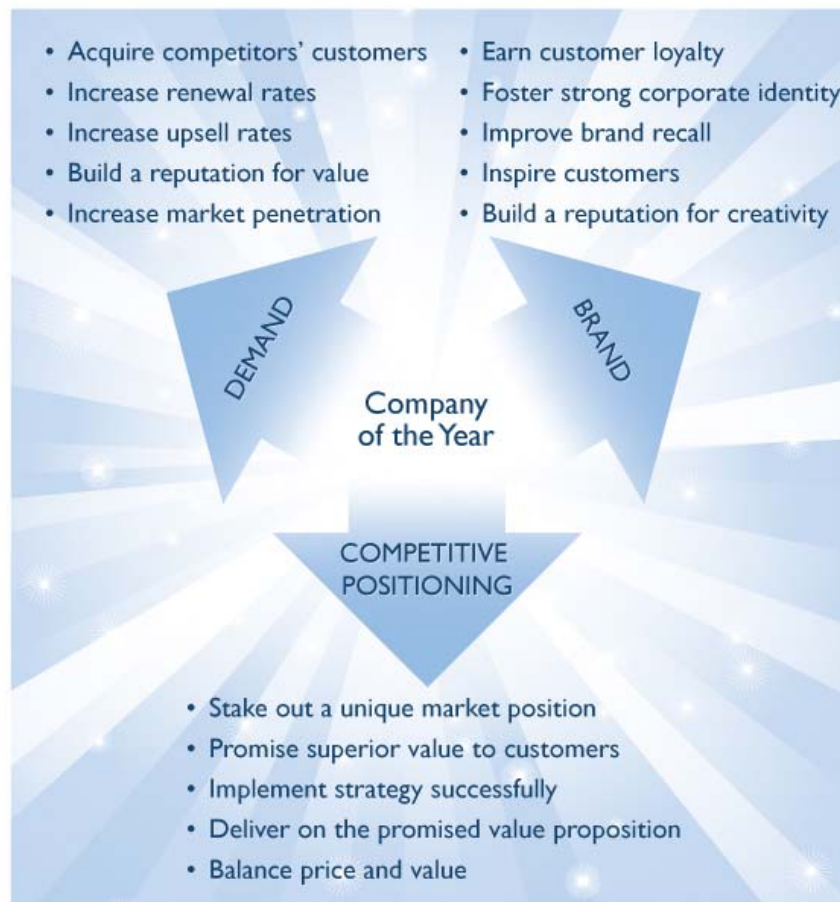 • Acquire competitors’ customers
• Increase renewal rates
• Increase upsell rates
• Build a reputation for value
• Increase market penetration
• Earn customer loyalty
• Foster strong corporate identity
• Improve brand recall
• Inspire customers
• Build a reputation for creativity
DEMAND
BRAND
Company
of the Year
COMPETITIVE
POSITIONING
• Stake out a unique market position
• Promise superior value to customers
• Implement strategy successfully
• Deliver on the promised value proposition
• Balance price and value